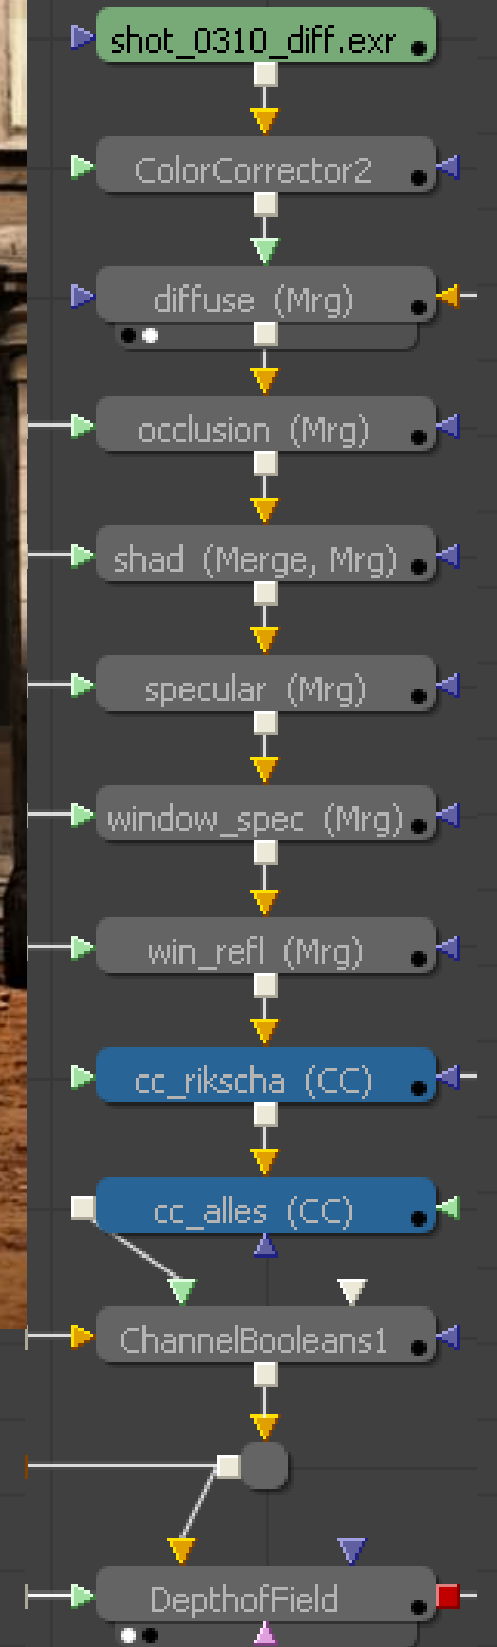 shot_0310_diff.exr
ColorCorrector2
diffuse (Mrg)
occlusion (Mrg)
shad (Merge, Mrg)
specular (Mrg)
window_spec (Mrg)
win_refl (Mrg)
cc_rikscha (CC)
cc_alles (CC)
ChannelBooleans1
DepthofField